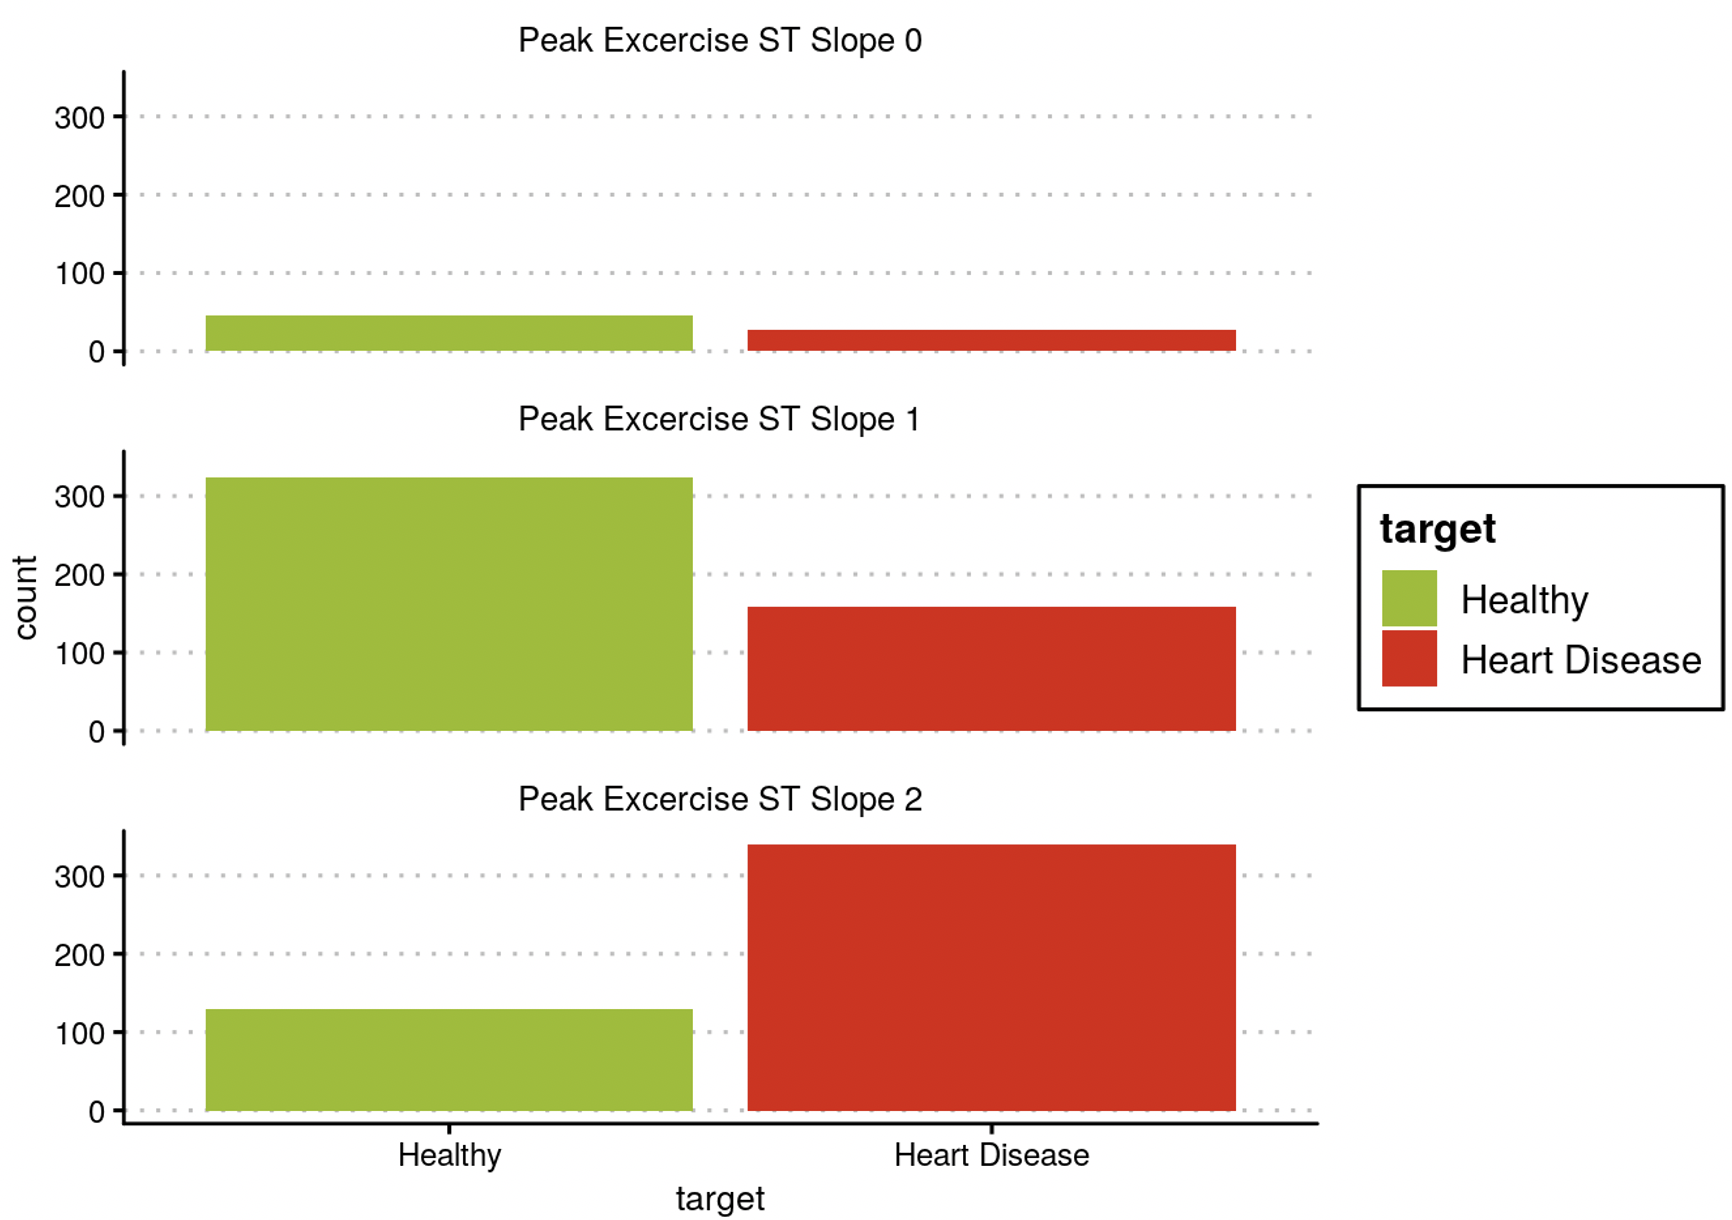 Peak Excercise ST Slope 0
300
200
100
0
Peak Excercise ST Slope 1
300
200
100
0
count
Peak Excercise ST Slope 2
300
200
100
0
Healthy Heart Disease
target
target
Healthy
Heart Disease